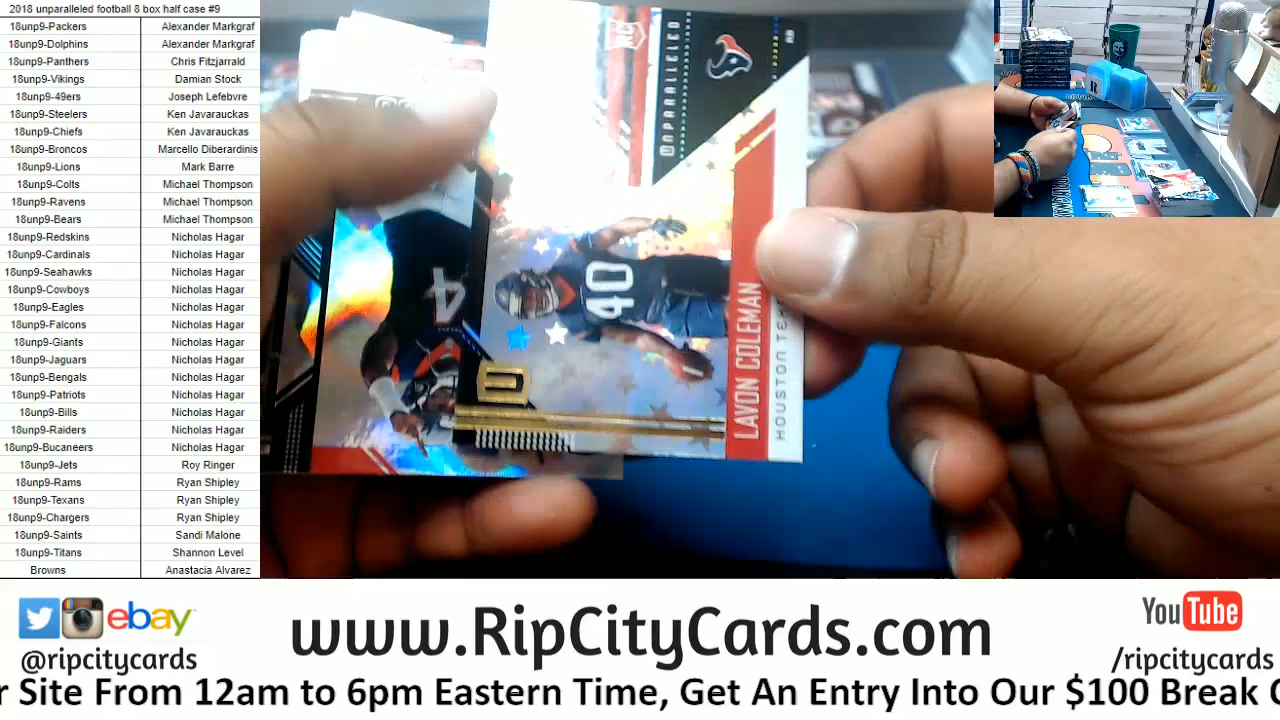 2018 unparalleled football 8 box half case #9
18unp9-Packers Alexander Markgraf
18unp9-Dolphins Alexander Markgraf
18unp9-Panthers Chris Fitzjarrald
18unp9-Vikings Damian Stock
18unp9-49ers Joseph Lefebvre
18unp9-Steelers Ken Javarauckas
18unp9-Chiefs Ken Javarauckas
18unp9-Broncos Marcello Diberardinis
18unp9-Lions Mark Barre
18unp9-Colts Michael Thompson
18unp9-Ravens Michael Thompson
18unp9-Bears Michael Thompson
18unp9-Redskins Nicholas Hagar
18unp9-Cardinals Nicholas Hagar
18unp9-Seahawks Nicholas Hagar
18unp9-Cowboys Nicholas Hagar
18unp9-Eagles Nicholas Hagar
18unp9-Falcons Nicholas Hagar
18unp9-Giants Nicholas Hagar
18unp9-Jaguars Nicholas Hagar
18unp9-Bengals Nicholas Hagar
18unp9-Patriots Nicholas Hagar
18unp9-Bills Nicholas Hagar
18unp9-Raiders Nicholas Hagar
18unp9-Bucaneers Nicholas Hagar
18unp9-Jets Roy Ringer
18unp9-Rams Ryan Shipley
18unp9-Texans Ryan Shipley
18unp9-Chargers Ryan Shipley
18unp9-Saints Sandi Malone
18unp9-Titans Shannon Level
Browns Anastacia Alvarez
RC
UNPARALLELED
RB
40
4
U
LAVON COLEMAN
HOUSTON TEX
ebay
@ripcitycards
www.RipCityCards.com
YouTube
/ripcitycards
r Site From 12am to 6pm Eastern Time, Get An Entry Into Our $100 Break